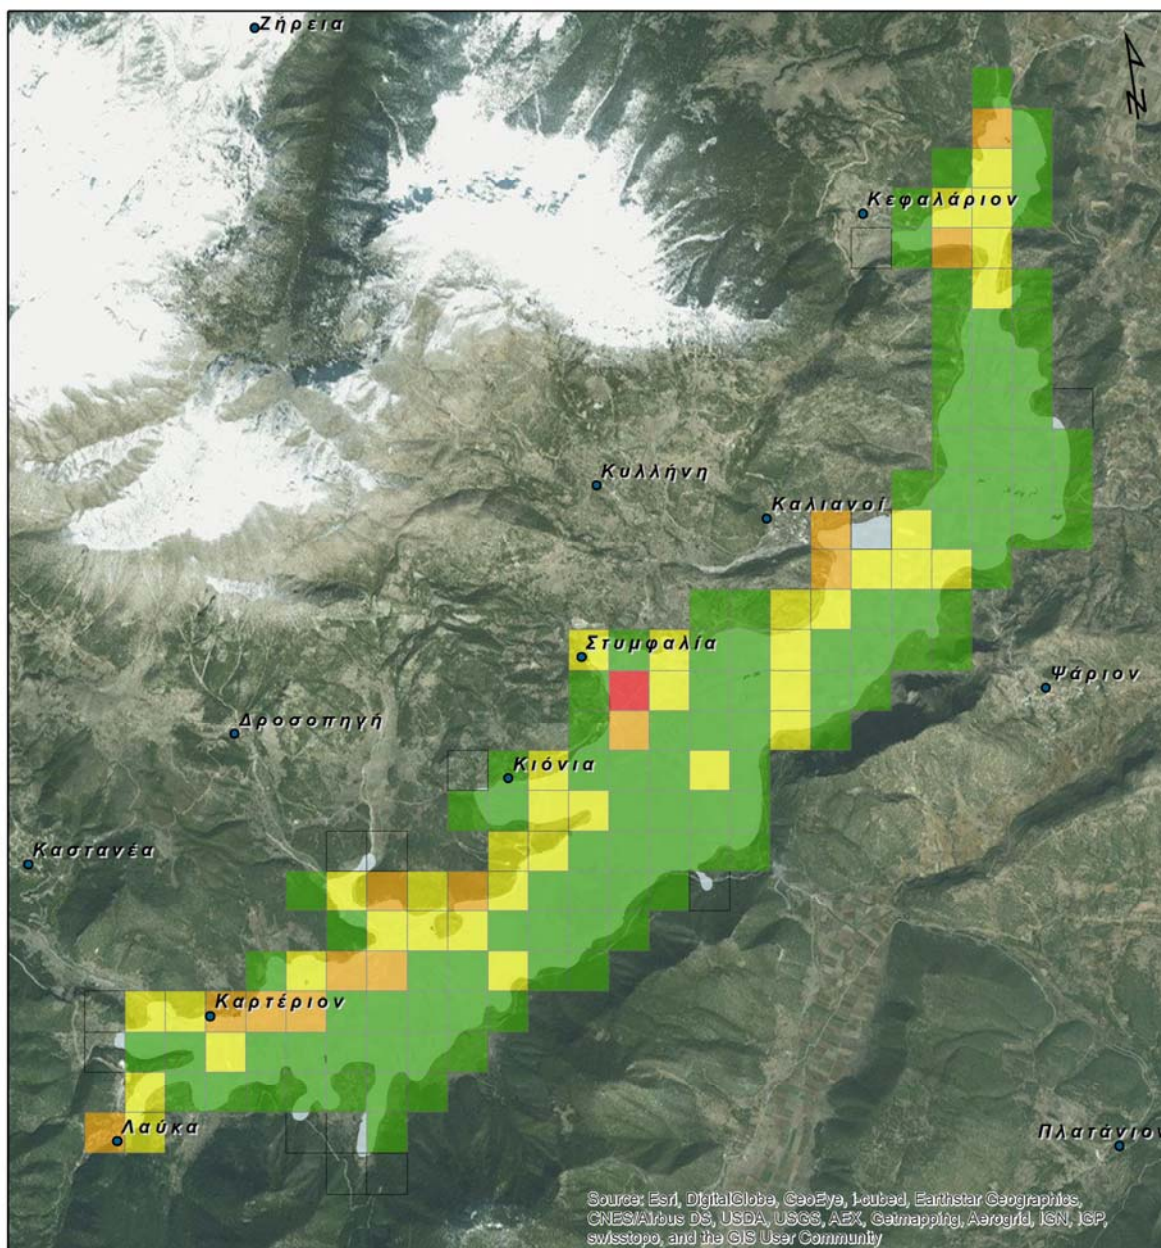 Ζήρεια
N
Κεφαλάριον
Κυλλήνη
Καλιανοί
Στυμφαλία
Ψάριον
Δροσοπηγή
Κιόνια
Καστανέα
Καρτέριον
Λαύκα
Πλατάνιον
Source: Esri, DigitalGlobe, GeoEye, i-cubed, Earthstar Geographics,
CNES/Airbus DS, USDA, USGS, AEX, Getmapping, Aerogrid, IGN, IGP,
swisstopo, and the GIS User Community